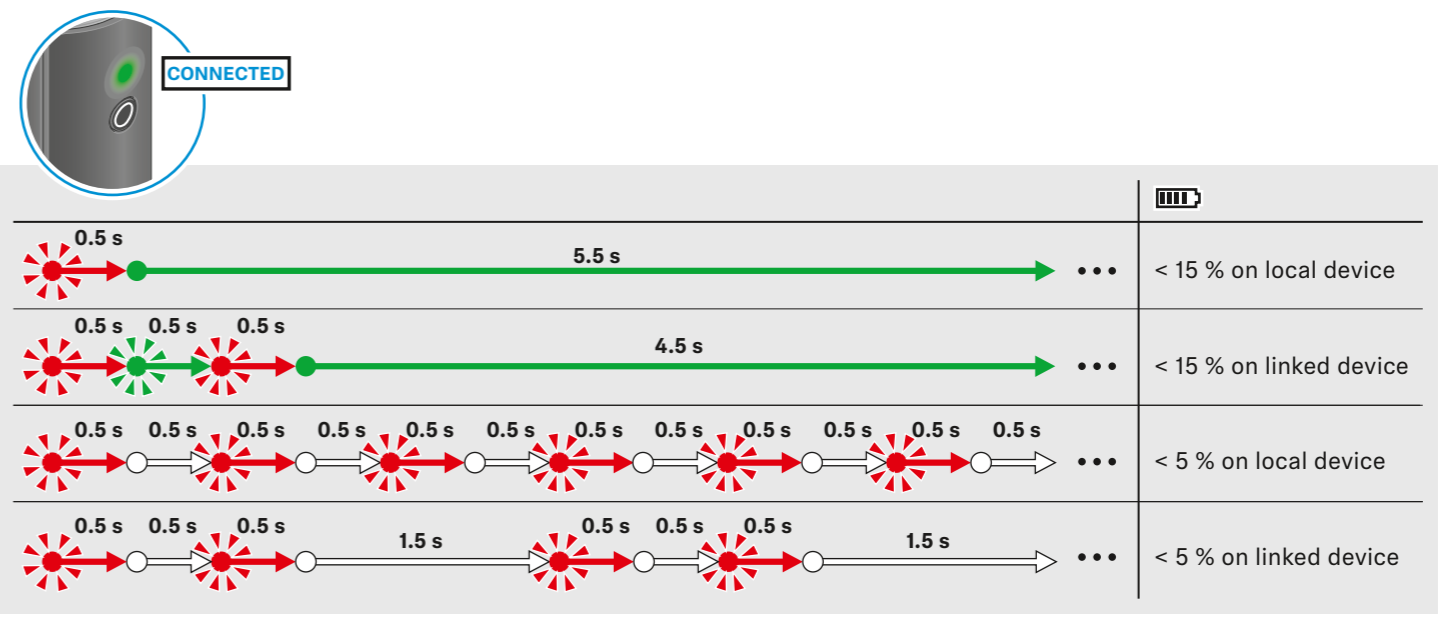 CONNECTED
0.5 s
5.5 s
< 15 % on local device
0.5 s 0.5 s 0.5 s
4.5 s
< 15 % on linked device
0.5 s 0.5 s 0.5 s 0.5 s 0.5 s 0.5 s 0.5 s 0.5 s 0.5 s 0.5 s 0.5 s 0.5 s
< 5 % on local device
0.5 s 0.5 s 0.5 s 1.5 s 0.5 s 0.5 s 0.5 s 1.5 s
< 5 % on linked device